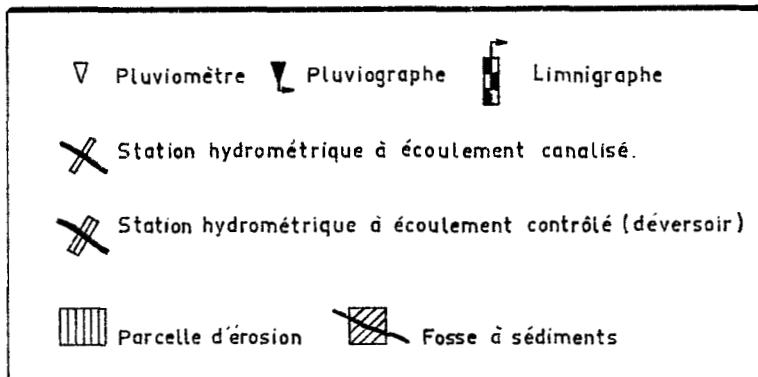 Pluviomètre Pluviographe Limnigraphe
Station hydrométrique à écoulement canalisé.
Station hydrométrique à écoulement contrôlé (déversoir)
Parcelle d'érosion Fosse à sédiments